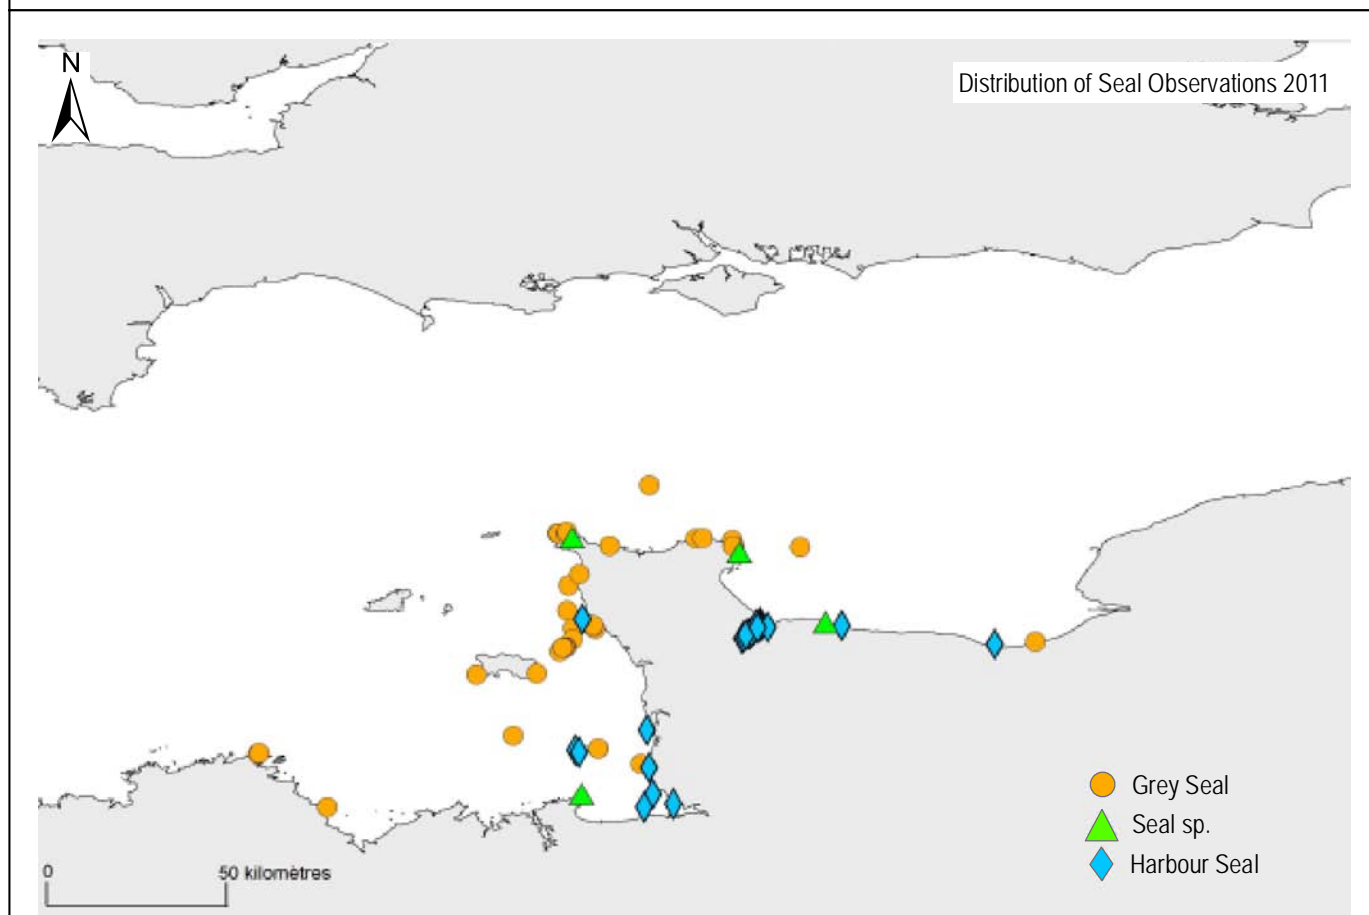 N
Distribution of Seal Observations 2011
Grey Seal
Seal sp.
Harbour Seal
0 50 kilomètres